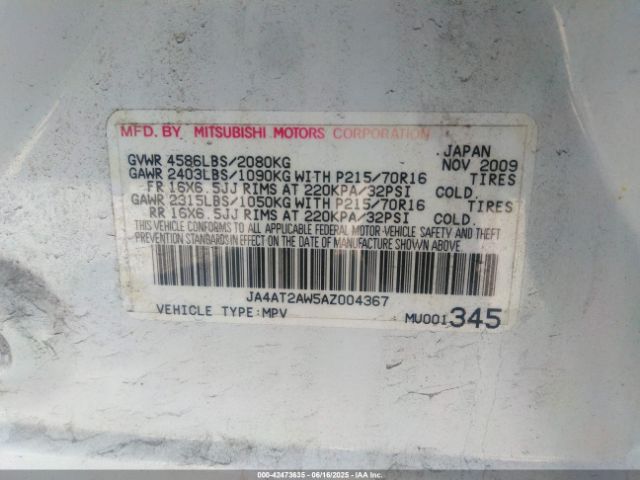 MFD. BY MITSUBISHI MOTORS CORPORATION
JAPAN
GVWR 4586LBS/2080KG NOV 2009
GAWR 2403LBS/1090KG WITH P215/70R16 TIRES
FR 16X6.5JJ RIMS AT 220KPA/32PSI COLD.
GAWR 2315LBS/1050KG WITH P215/70R16 TIRES
RR 16X6.5JJ RIMS AT 220KPA/32PSI COLD.
THIS VEHICLE CONFORMS TO ALL APPLICABLE FEDERAL MOTOR-VEHICLE SAFETY AND THEFT
PREVENTION STANDARDS IN EFFECT ON THE DATE OF MANUFACTURE SHOWN ABOVE.
JA4AT2AW5AZ004367
VEHICLE TYPE:MPV MU001345
00 - 42473635 - 06/16/2025 - IAA Inc.